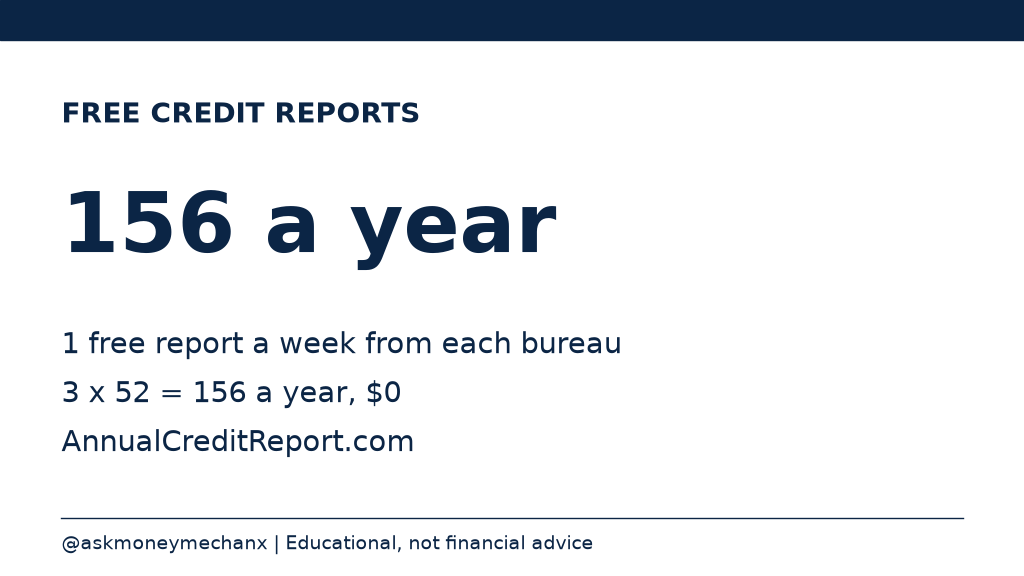 FREE CREDIT REPORTS
156 a year
1 free report a week from each bureau
3 x 52 = 156 a year, $0
AnnualCreditReport.com
@askmoneymechanx | Educational, not financial advice